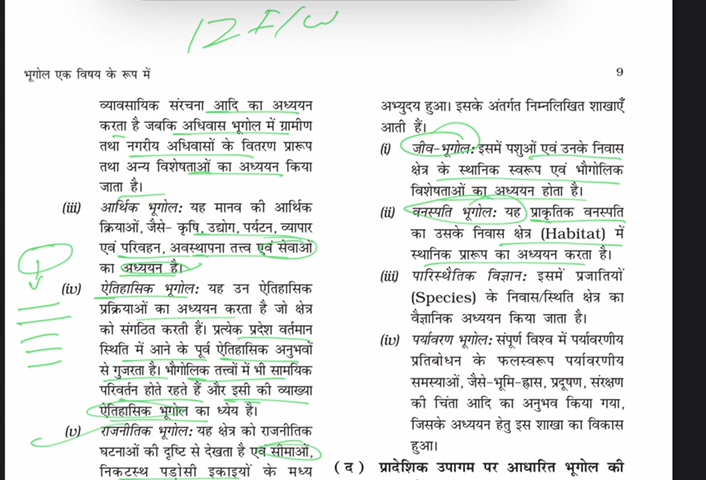 12 F/W
भूगोल एक विषय के रूप में
9
व्यावसायिक संरचना आदि का अध्ययन
करता है जबकि अधिवास भूगोल में ग्रामीण
तथा नगरीय अधिवासों के वितरण प्रारूप
तथा अन्य विशेषताओं का अध्ययन किया
जाता है।
(iii) आर्थिक भूगोल: यह मानव की आर्थिक
क्रियाओं, जैसे– कृषि, उद्योग, पर्यटन, व्यापार
एवं परिवहन, अवस्थापना तत्त्व एवं सेवाओं
का अध्ययन है।
(iv) ऐतिहासिक भूगोल: यह उन ऐतिहासिक
प्रक्रियाओं का अध्ययन करता है जो क्षेत्र
को संगठित करती हैं। प्रत्येक प्रदेश वर्तमान
स्थिति में आने के पूर्व ऐतिहासिक अनुभवों
से गुजरता है। भौगोलिक तत्त्वों में भी सामयिक
परिवर्तन होते रहते हैं और इसी की व्याख्या
ऐतिहासिक भूगोल का ध्येय है।
(v) राजनीतिक भूगोल: यह क्षेत्र को राजनीतिक
घटनाओं की दृष्टि से देखता है एवं सीमाओं,
निकटस्थ पड़ोसी इकाइयों के मध्य
अभ्युदय हुआ। इसके अंतर्गत निम्नलिखित शाखाएँ
आती हैं।
(i) जीव-भूगोल: इसमें पशुओं एवं उनके निवास
क्षेत्र के स्थानिक स्वरूप एवं भौगोलिक
विशेषताओं का अध्ययन होता है।
(ii) वनस्पति भूगोल: यह प्राकृतिक वनस्पति
का उसके निवास क्षेत्र (Habitat) में
स्थानिक प्रारूप का अध्ययन करता है।
(iii) पारिस्थैतिक विज्ञान: इसमें प्रजातियों
(Species) के निवास/स्थिति क्षेत्र का
वैज्ञानिक अध्ययन किया जाता है।
(iv) पर्यावरण भूगोल: संपूर्ण विश्व में पर्यावरणीय
प्रतिबोधन के फलस्वरूप पर्यावरणीय
समस्याओं, जैसे–भूमि-ह्रास, प्रदूषण, संरक्षण
की चिंता आदि का अनुभव किया गया,
जिसके अध्ययन हेतु इस शाखा का विकास
हुआ।
(द) प्रादेशिक उपागम पर आधारित भूगोल की